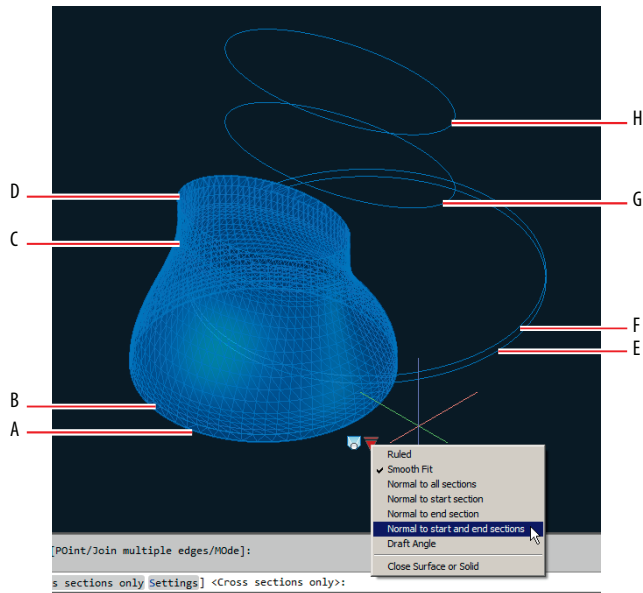 H
D
G
C
F
E
B
A
Ruled
Smooth Fit
Normal to all sections
Normal to start section
Normal to end section
Normal to start and end sections
Draft Angle
Close Surface or Solid
[POint/Join multiple edges/MOde]:
s sections only Settings] <Cross sections only>: